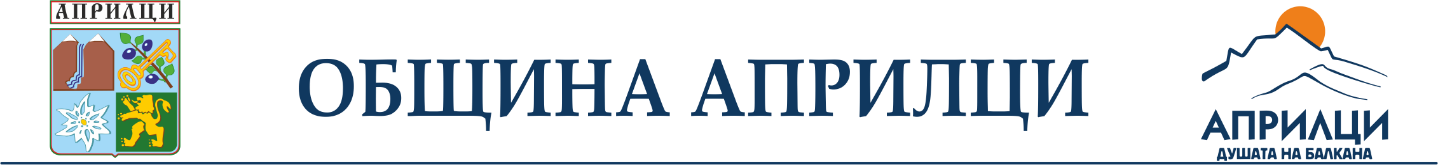 АПРИЛЦИ
ОБЩИНА АПРИЛЦИ
АПРИЛЦИ
ДУШАТА НА БАЛКАНА